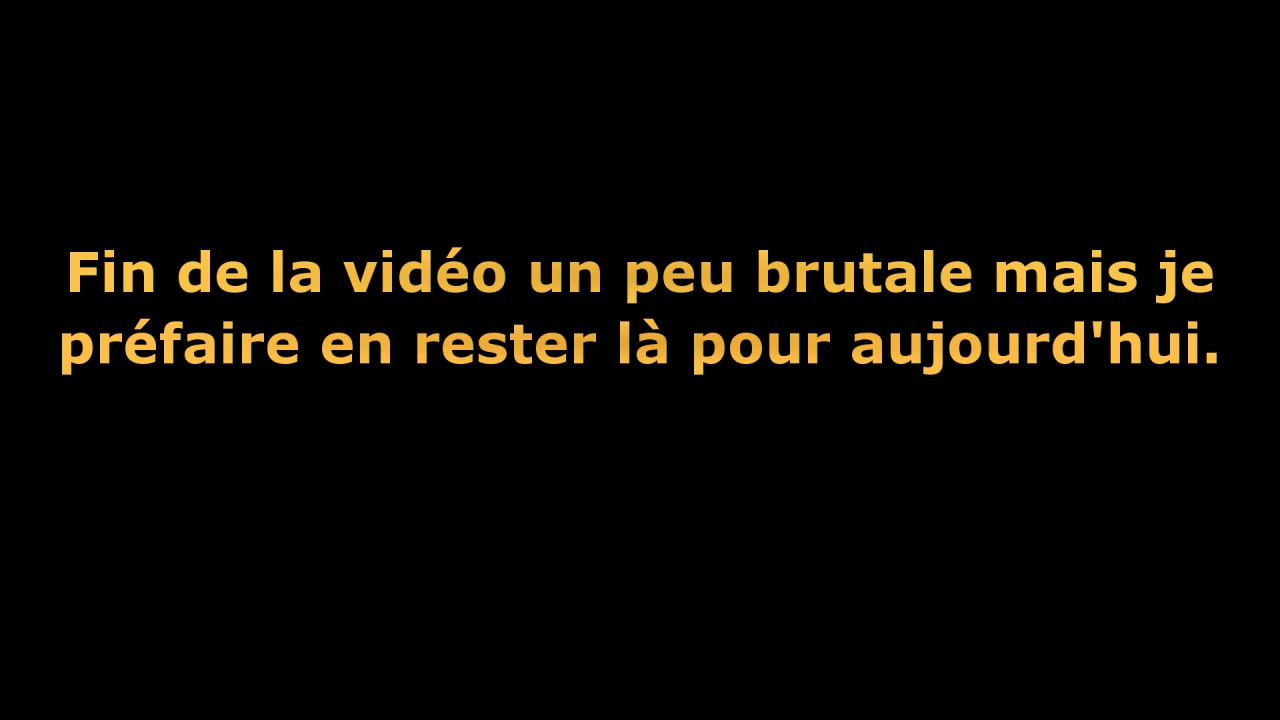 Fin de la vidéo un peu brutale mais je
préfaire en rester là pour aujourd'hui.